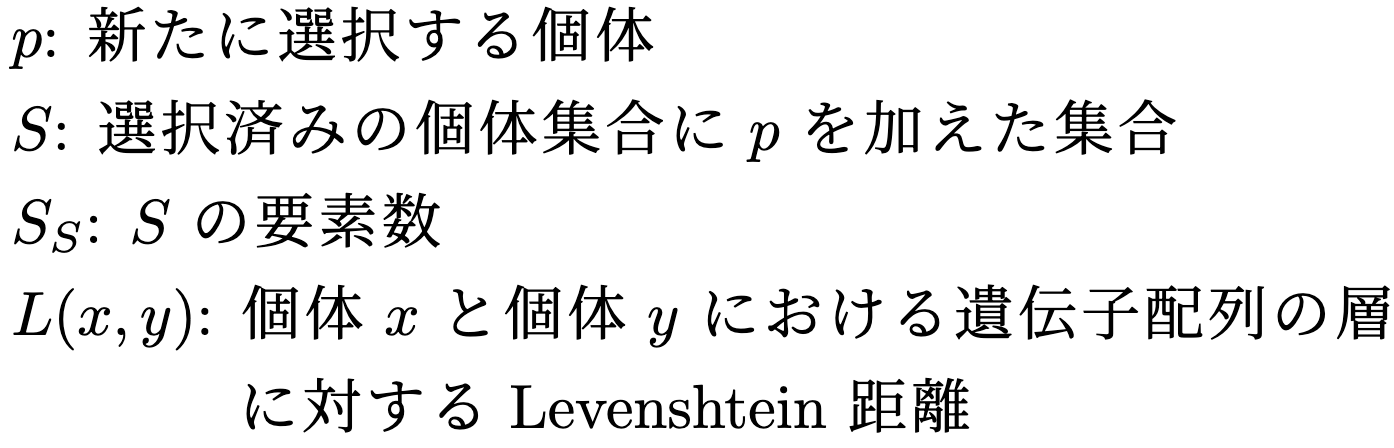 p: 新たに選択する個体
S: 選択済みの個体集合に p を加えた集合
S_S: S の要素数
L(x, y): 個体 x と個体 y における遺伝子配列の層
に対する Levenshtein 距離